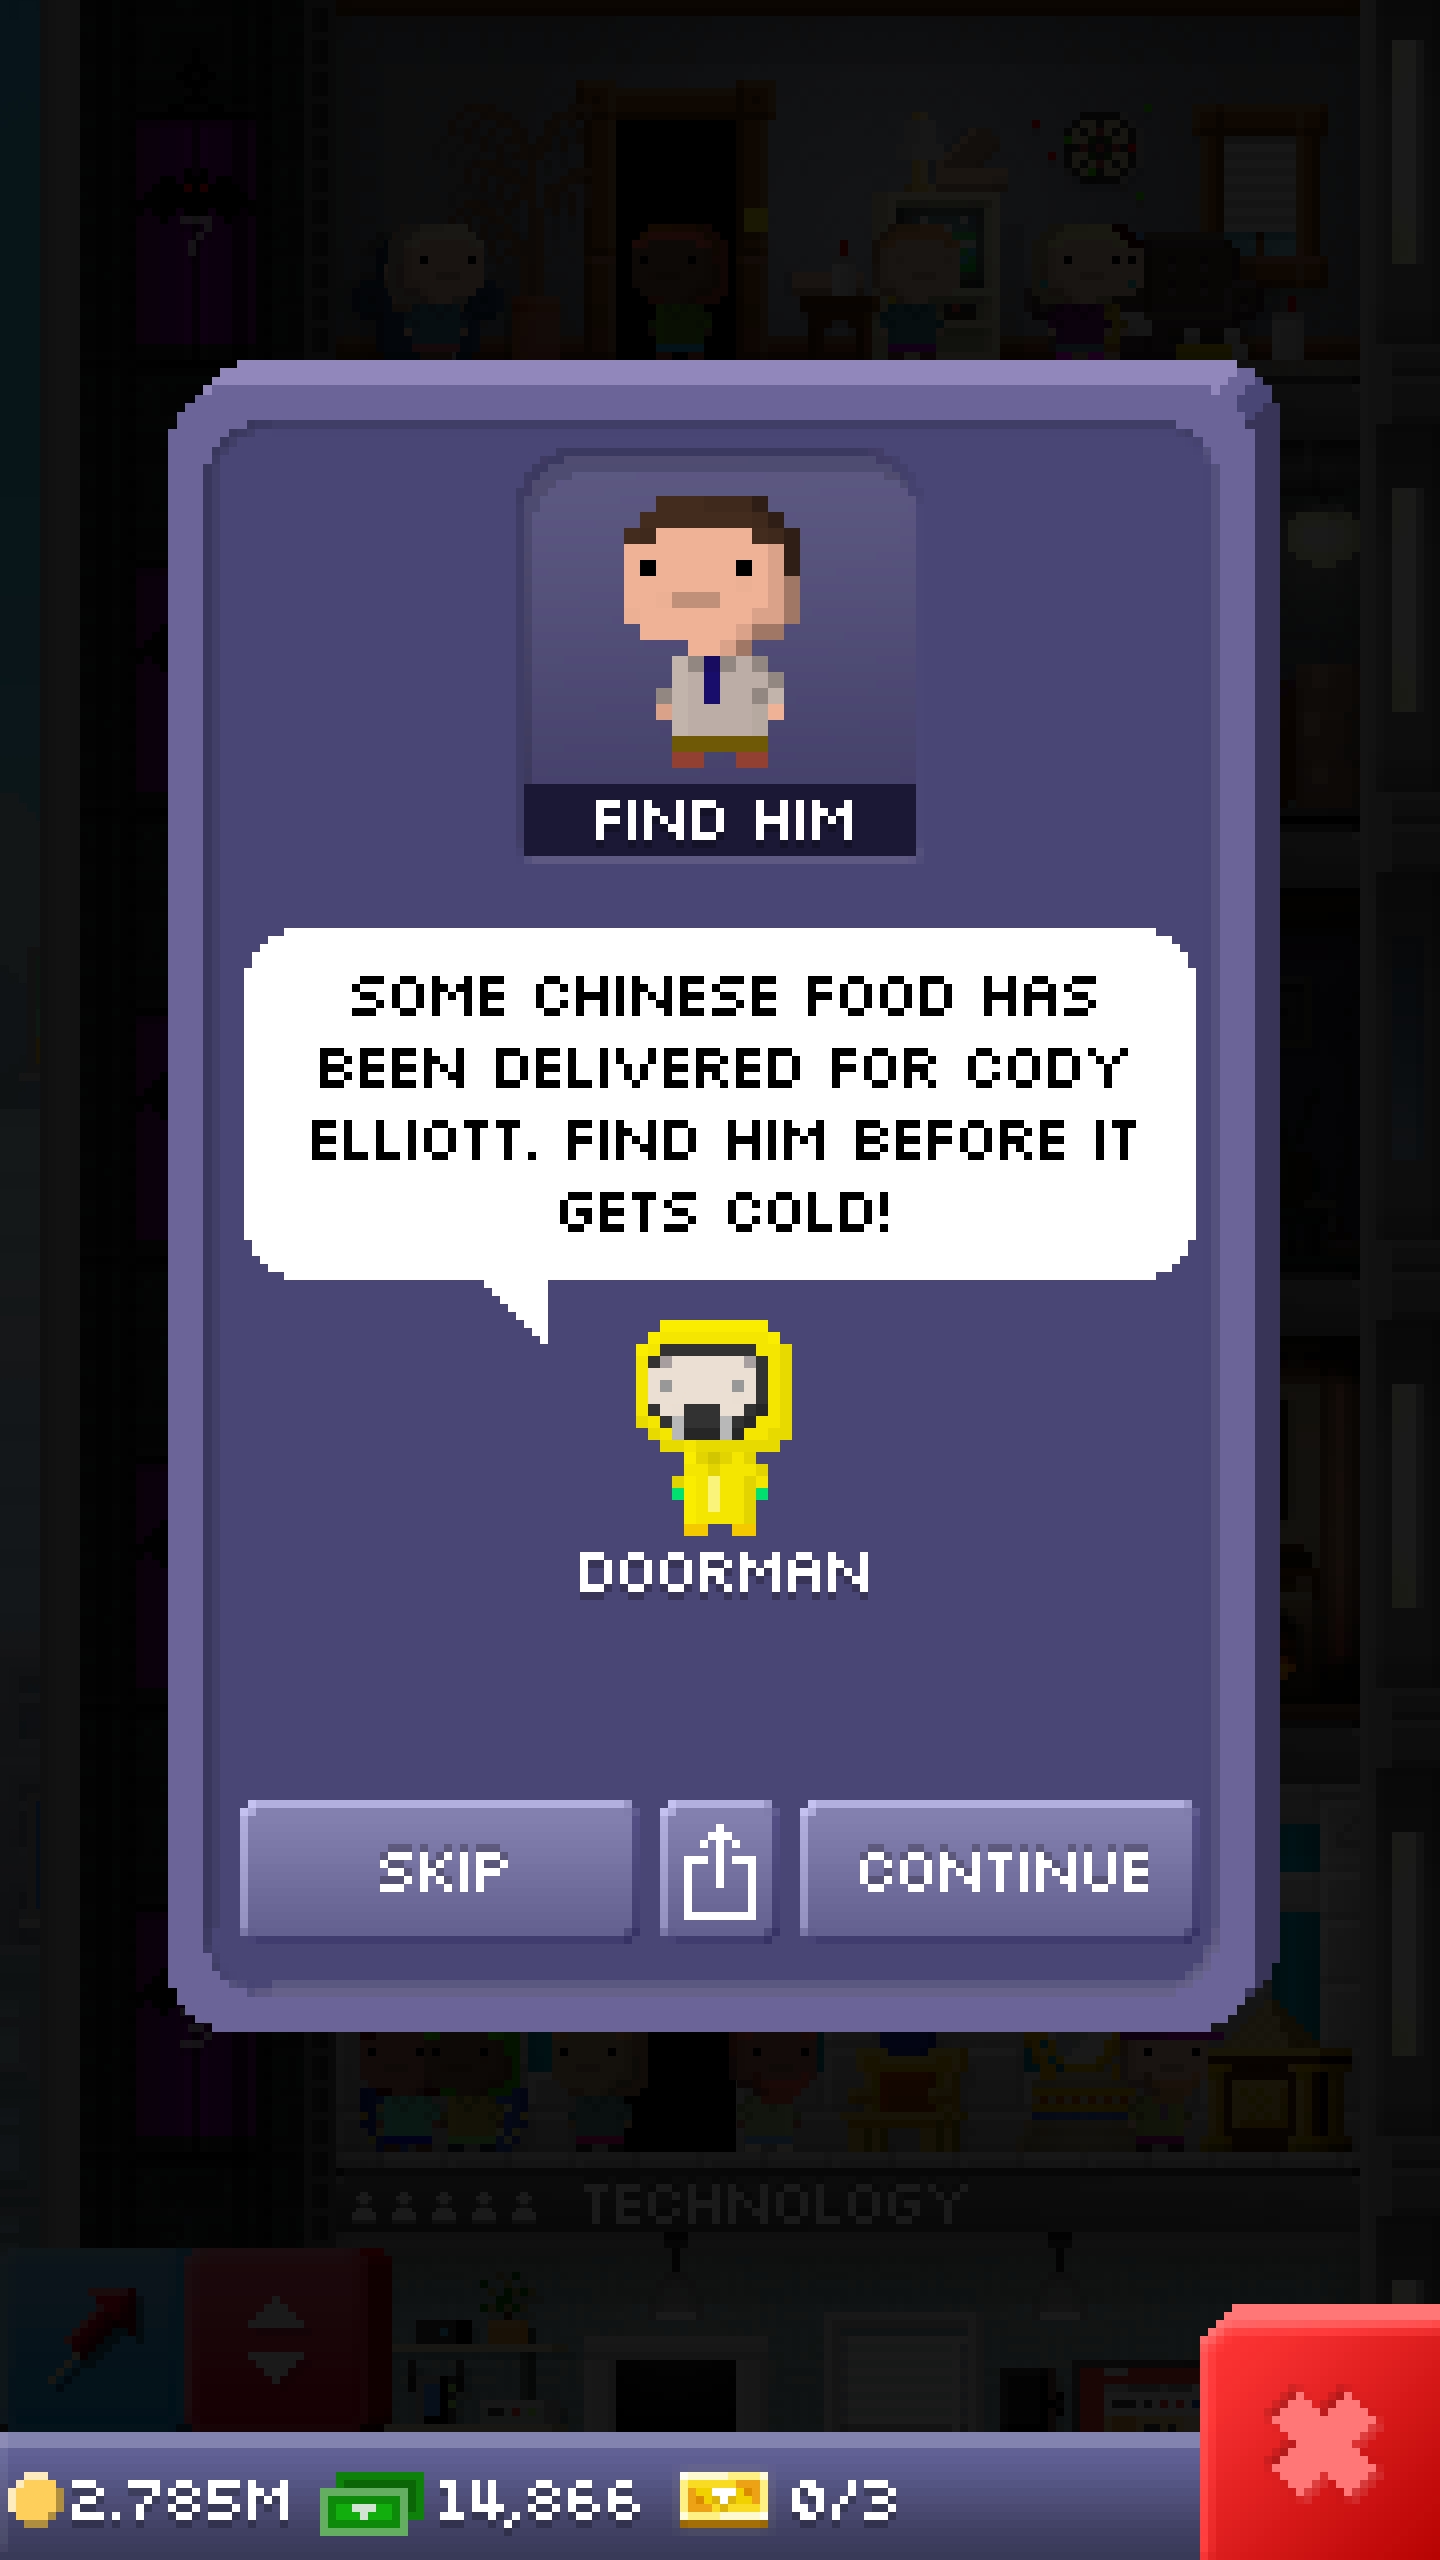 7
FIND HIM
SOME CHINESE FOOD HAS
BEEN DELIVERED FOR CODY
ELLIOTT. FIND HIM BEFORE IT
GETS COLD!
DOORMAN
SKIP
CONTINUE
TECHNOLOGY
2.785M
14,866
0/3